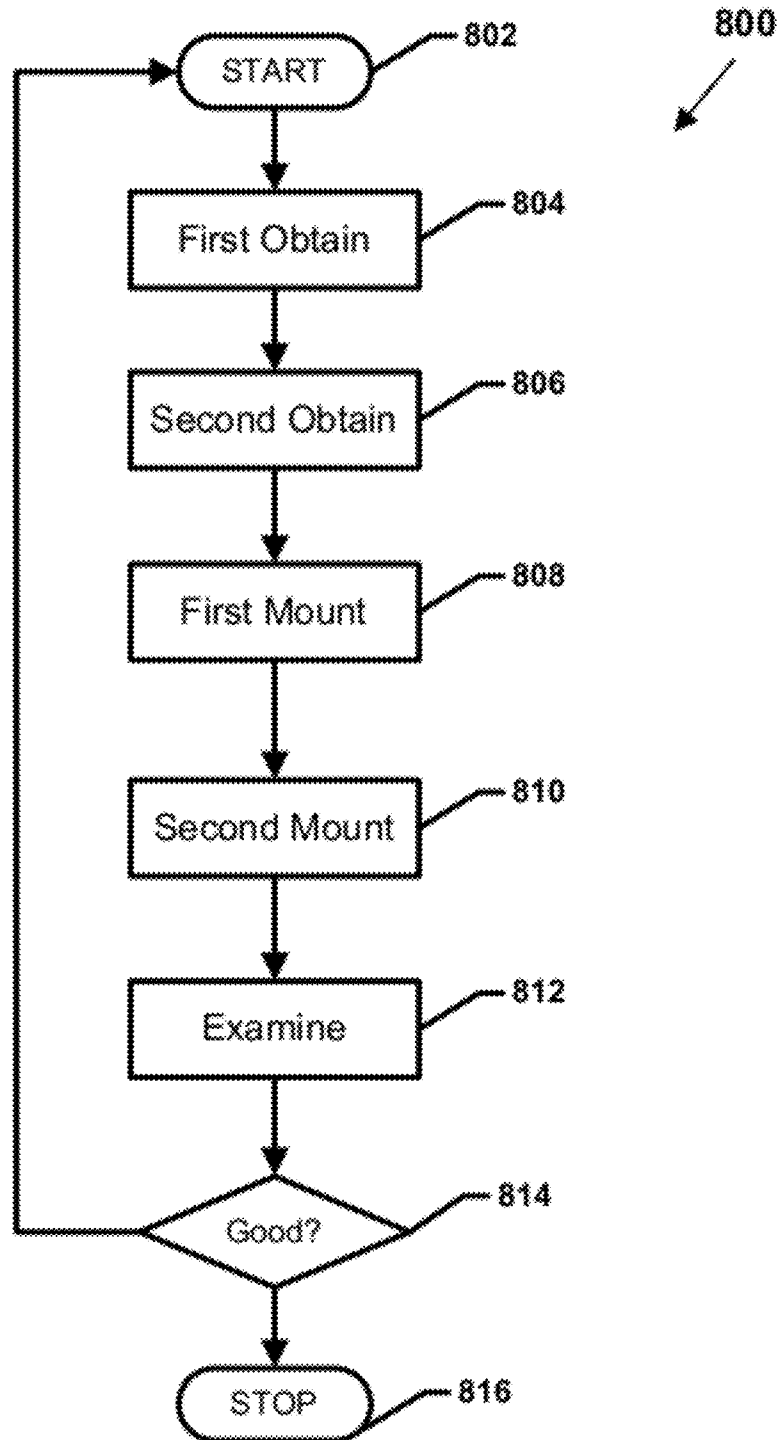 800
802
START
804
First Obtain
806
Second Obtain
808
First Mount
810
Second Mount
812
Examine
814
Good?
816
STOP